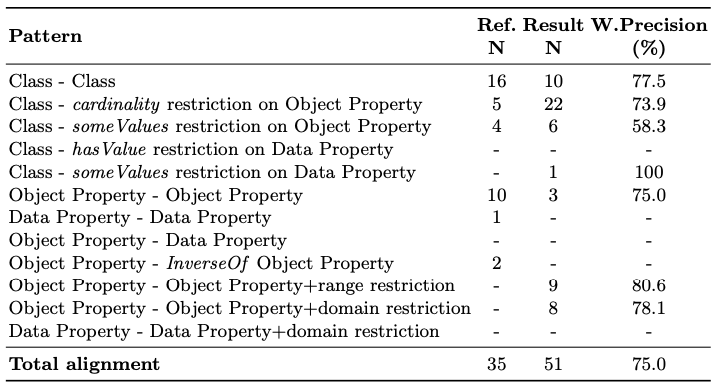 Pattern Ref. Result W.Precision
N N (%)
Class - Class 16 10 77.5
Class - cardinality restriction on Object Property 5 22 73.9
Class - someValues restriction on Object Property 4 6 58.3
Class - hasValue restriction on Data Property - - -
Class - someValues restriction on Data Property - 1 100
Object Property - Object Property 10 3 75.0
Data Property - Data Property 1 - -
Object Property - Data Property - - -
Object Property - InverseOf Object Property 2 - -
Object Property - Object Property+range restriction - 9 80.6
Object Property - Object Property+domain restriction - 8 78.1
Data Property - Data Property+domain restriction - - -
Total alignment 35 51 75.0